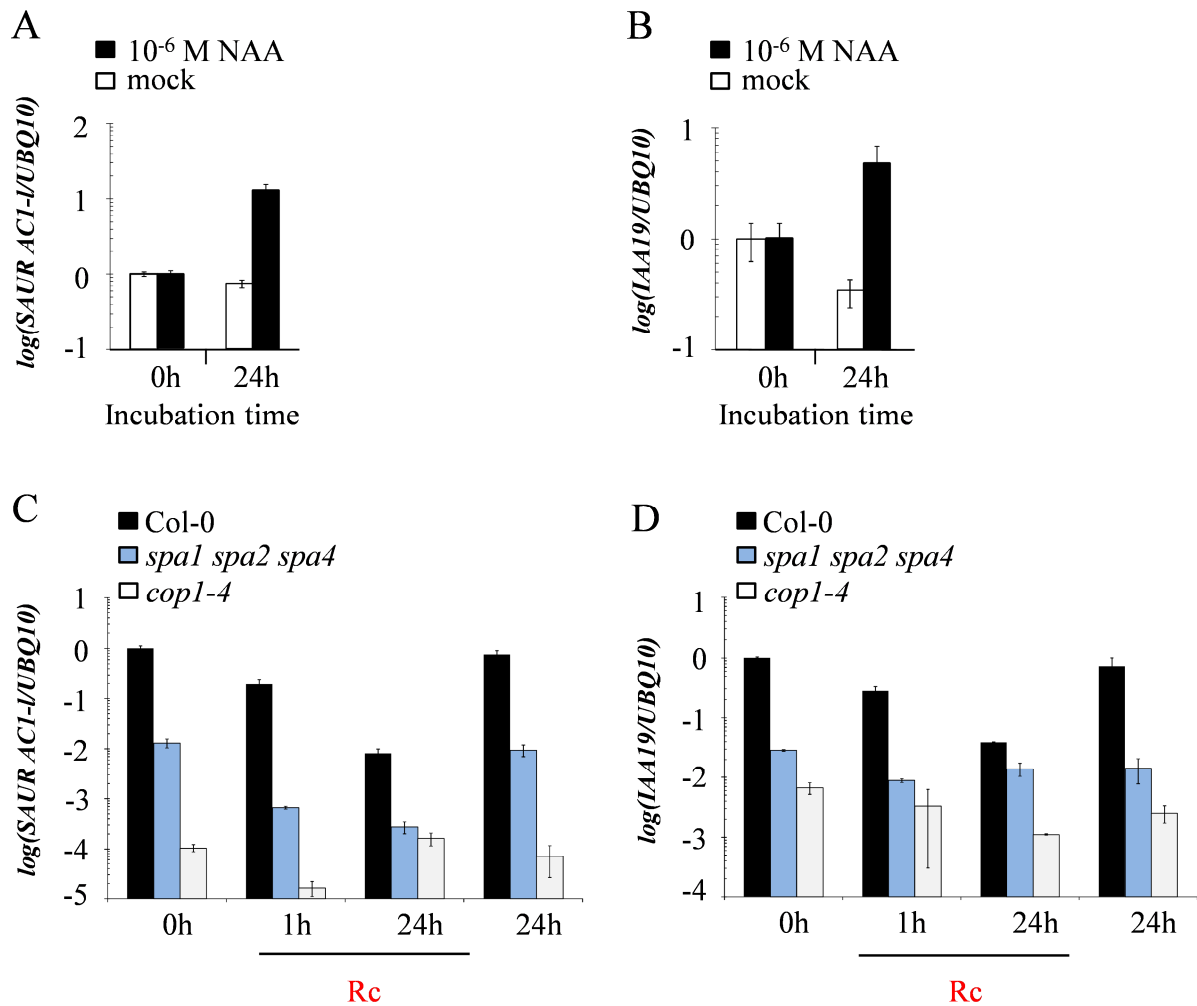 A
10⁻⁶ M NAA
mock
log(SAUR AC1-l/UBQ10)
2
1
0
-1
0h 24h
Incubation time
B
10⁻⁶ M NAA
mock
log(IAA19/UBQ10)
1
0
-1
0h 24h
Incubation time
C
Col-0
spa1 spa2 spa4
cop1-4
log(SAUR AC1-l/UBQ10)
1
0
-1
-2
-3
-4
-5
0h 1h 24h 24h
Rc
D
Col-0
spa1 spa2 spa4
cop1-4
log(IAA19/UBQ10)
1
0
-1
-2
-3
-4
0h 1h 24h 24h
Rc